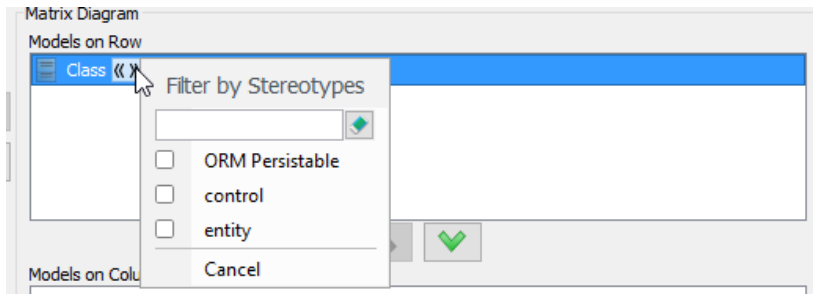 Matrix Diagram
Models on Row
Class « »
Filter by Stereotypes
ORM Persistable
control
entity
Cancel
Models on Colu